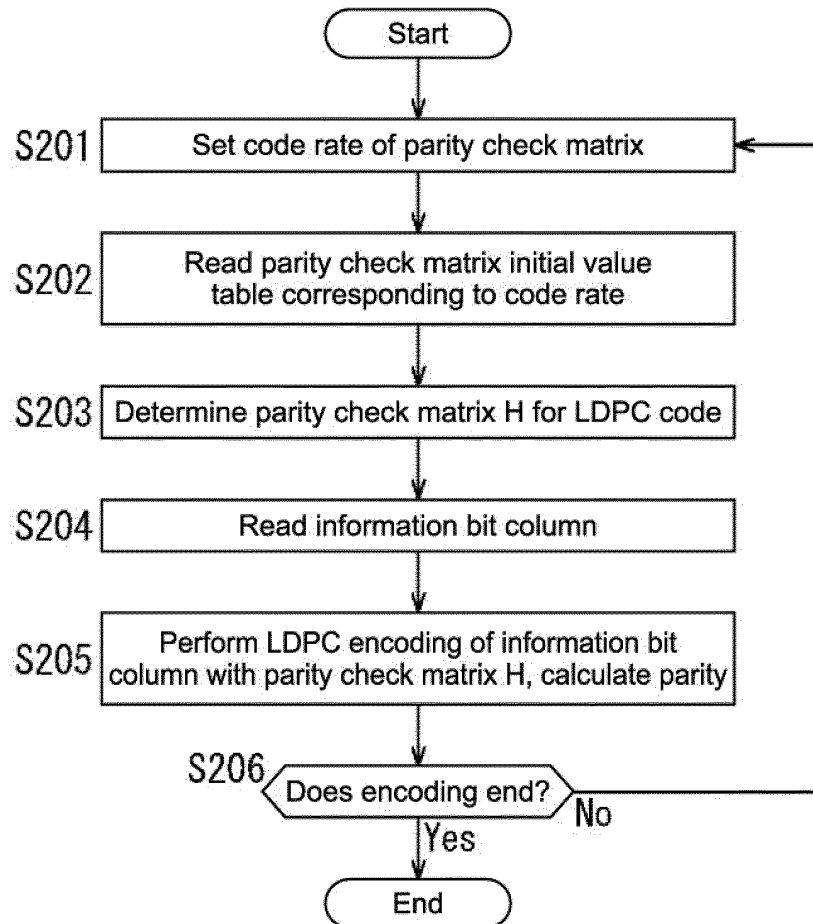 Start
S201
Set code rate of parity check matrix
S202
Read parity check matrix initial value
table corresponding to code rate
S203
Determine parity check matrix H for LDPC code
S204
Read information bit column
S205
Perform LDPC encoding of information bit
column with parity check matrix H, calculate parity
S206
Does encoding end?
No
Yes
End